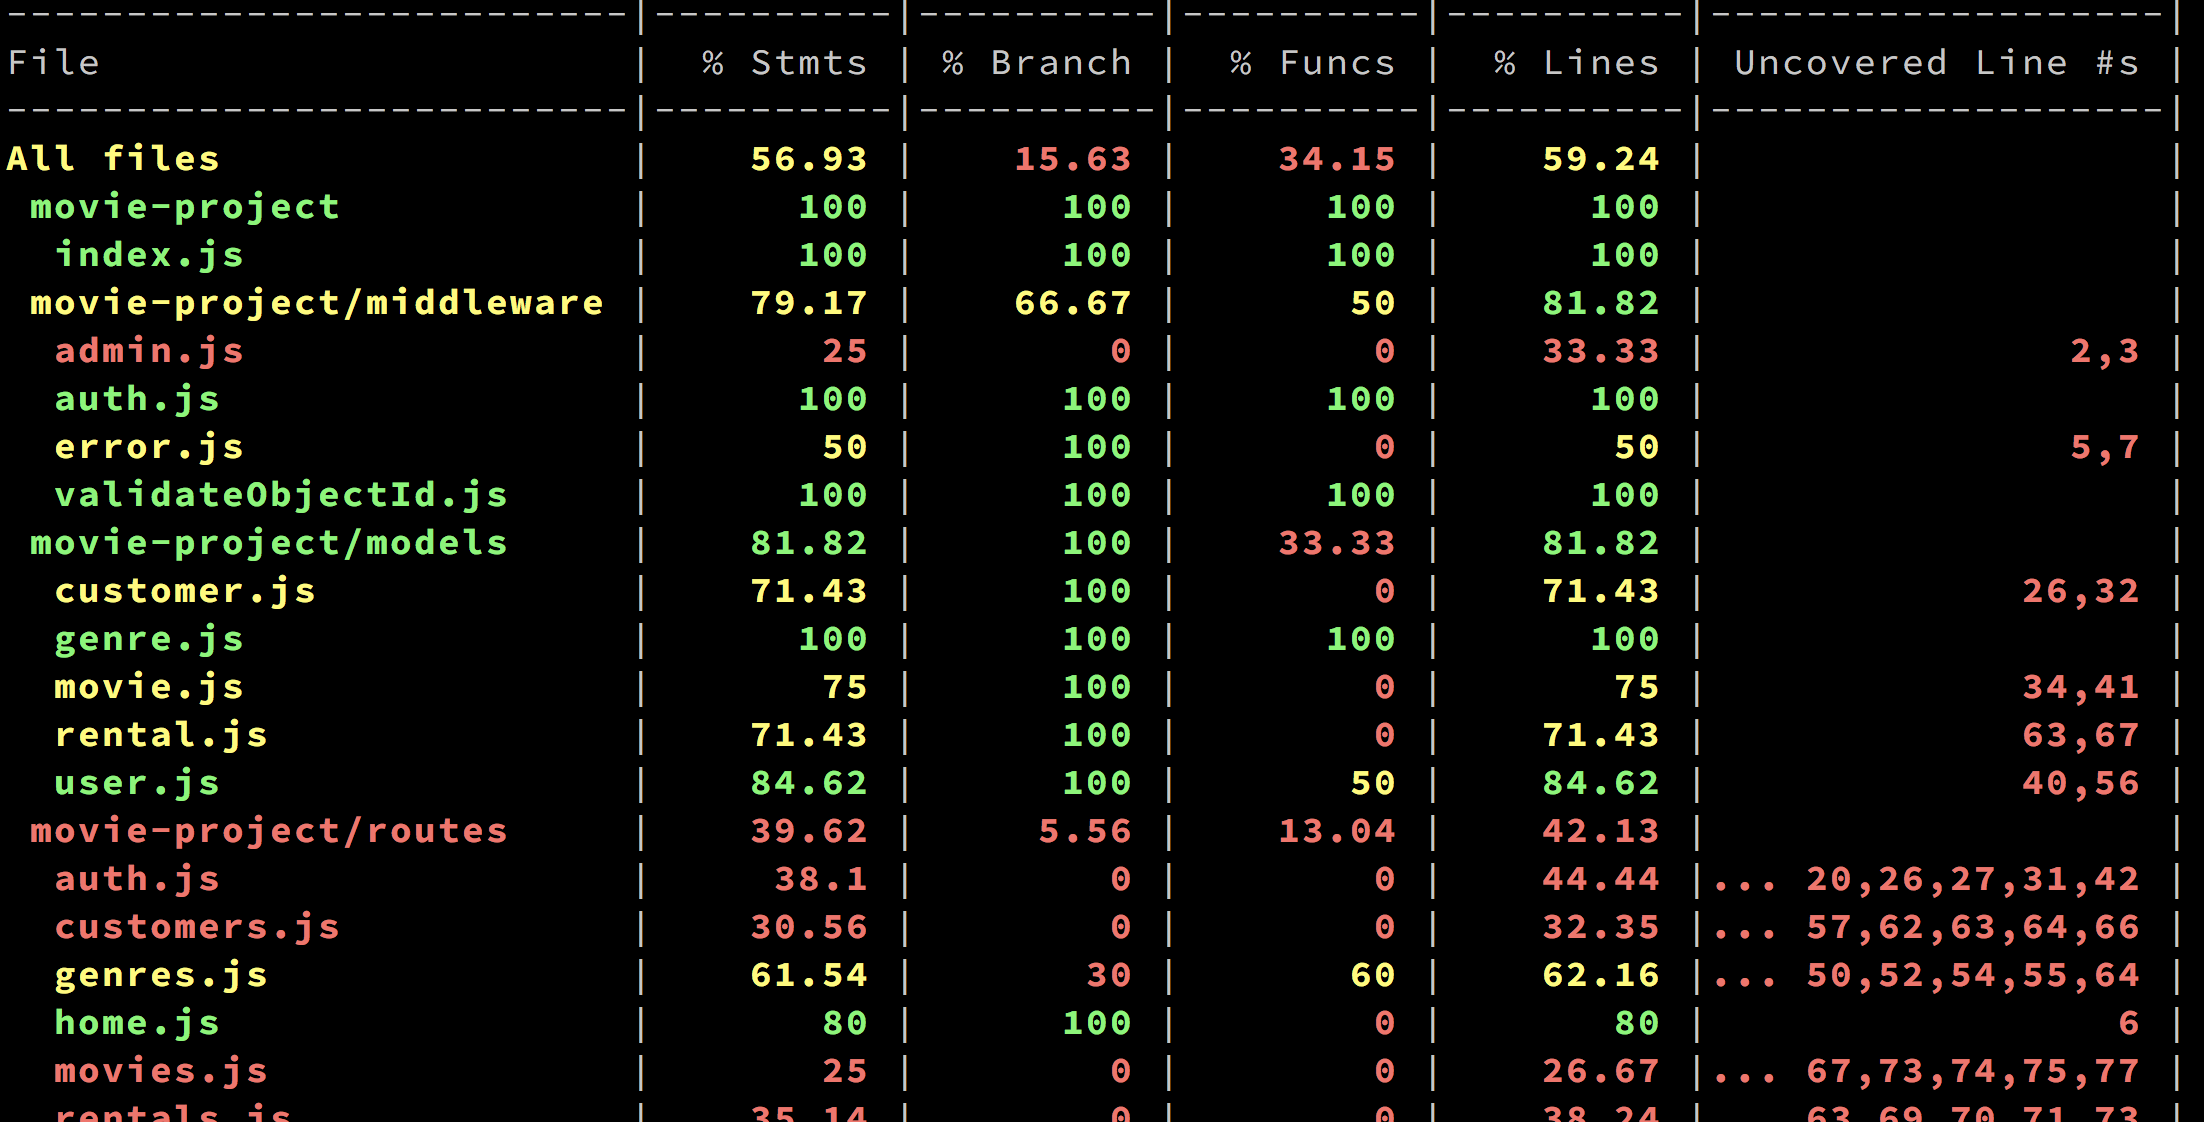 ---------------------------|----------|----------|----------|----------|-------------------|
File                       |  % Stmts | % Branch |  % Funcs |  % Lines | Uncovered Line #s |
---------------------------|----------|----------|----------|----------|-------------------|
All files                  |    56.93 |    15.63 |    34.15 |    59.24 |                   |
 movie-project             |      100 |      100 |      100 |      100 |                   |
  index.js                 |      100 |      100 |      100 |      100 |                   |
 movie-project/middleware  |    79.17 |    66.67 |       50 |    81.82 |                   |
  admin.js                 |       25 |        0 |        0 |    33.33 |               2,3 |
  auth.js                  |      100 |      100 |      100 |      100 |                   |
  error.js                 |       50 |      100 |        0 |       50 |               5,7 |
  validateObjectId.js      |      100 |      100 |      100 |      100 |                   |
 movie-project/models      |    81.82 |      100 |    33.33 |    81.82 |                   |
  customer.js              |    71.43 |      100 |        0 |    71.43 |             26,32 |
  genre.js                 |      100 |      100 |      100 |      100 |                   |
  movie.js                 |       75 |      100 |        0 |       75 |             34,41 |
  rental.js                |    71.43 |      100 |        0 |    71.43 |             63,67 |
  user.js                  |    84.62 |      100 |       50 |    84.62 |             40,56 |
 movie-project/routes      |    39.62 |     5.56 |    13.04 |    42.13 |                   |
  auth.js                  |     38.1 |        0 |        0 |    44.44 |... 20,26,27,31,42 |
  customers.js             |    30.56 |        0 |        0 |    32.35 |... 57,62,63,64,66 |
  genres.js                |    61.54 |       30 |       60 |    62.16 |... 50,52,54,55,64 |
  home.js                  |       80 |      100 |        0 |       80 |                 6 |
  movies.js                |       25 |        0 |        0 |    26.67 |... 67,73,74,75,77 |
  rentals.js               |    35.14 |        0 |        0 |    38.24 |... 63,69,70,71,73 |